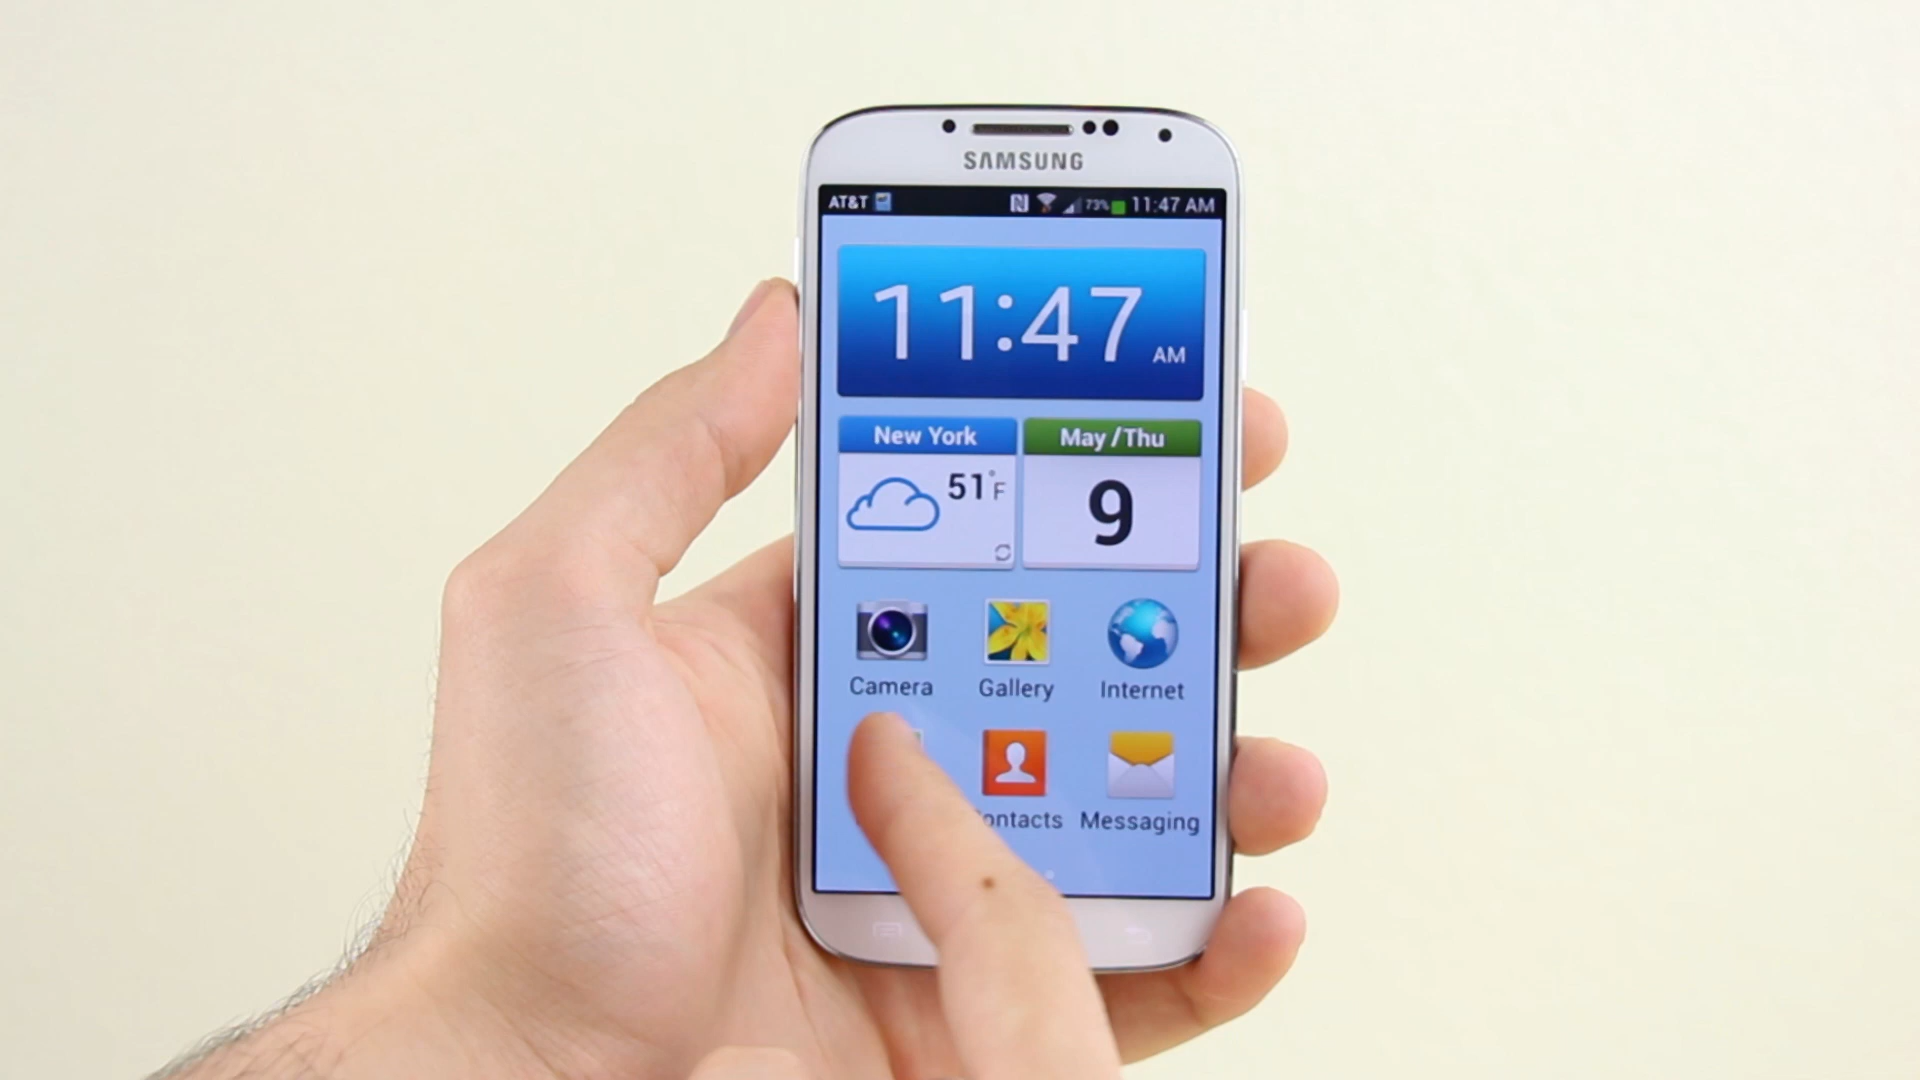 SAMSUNG
AT&T 73% 11:47 AM
11:47 AM
New York
51°F
May/Thu
9
Camera Gallery Internet
ontacts Messaging